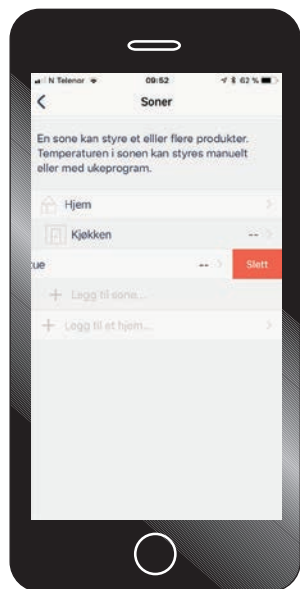 N Telenor 09:52 62 %
Soner
En sone kan styre et elller flere produkter.
Temperaturen i sonen kan styres manuelt
eller med ukeprogram.
Hjem
Kjøkken --
tue -- Slett
+ Legg til sone...
+ Legg til et hjem...